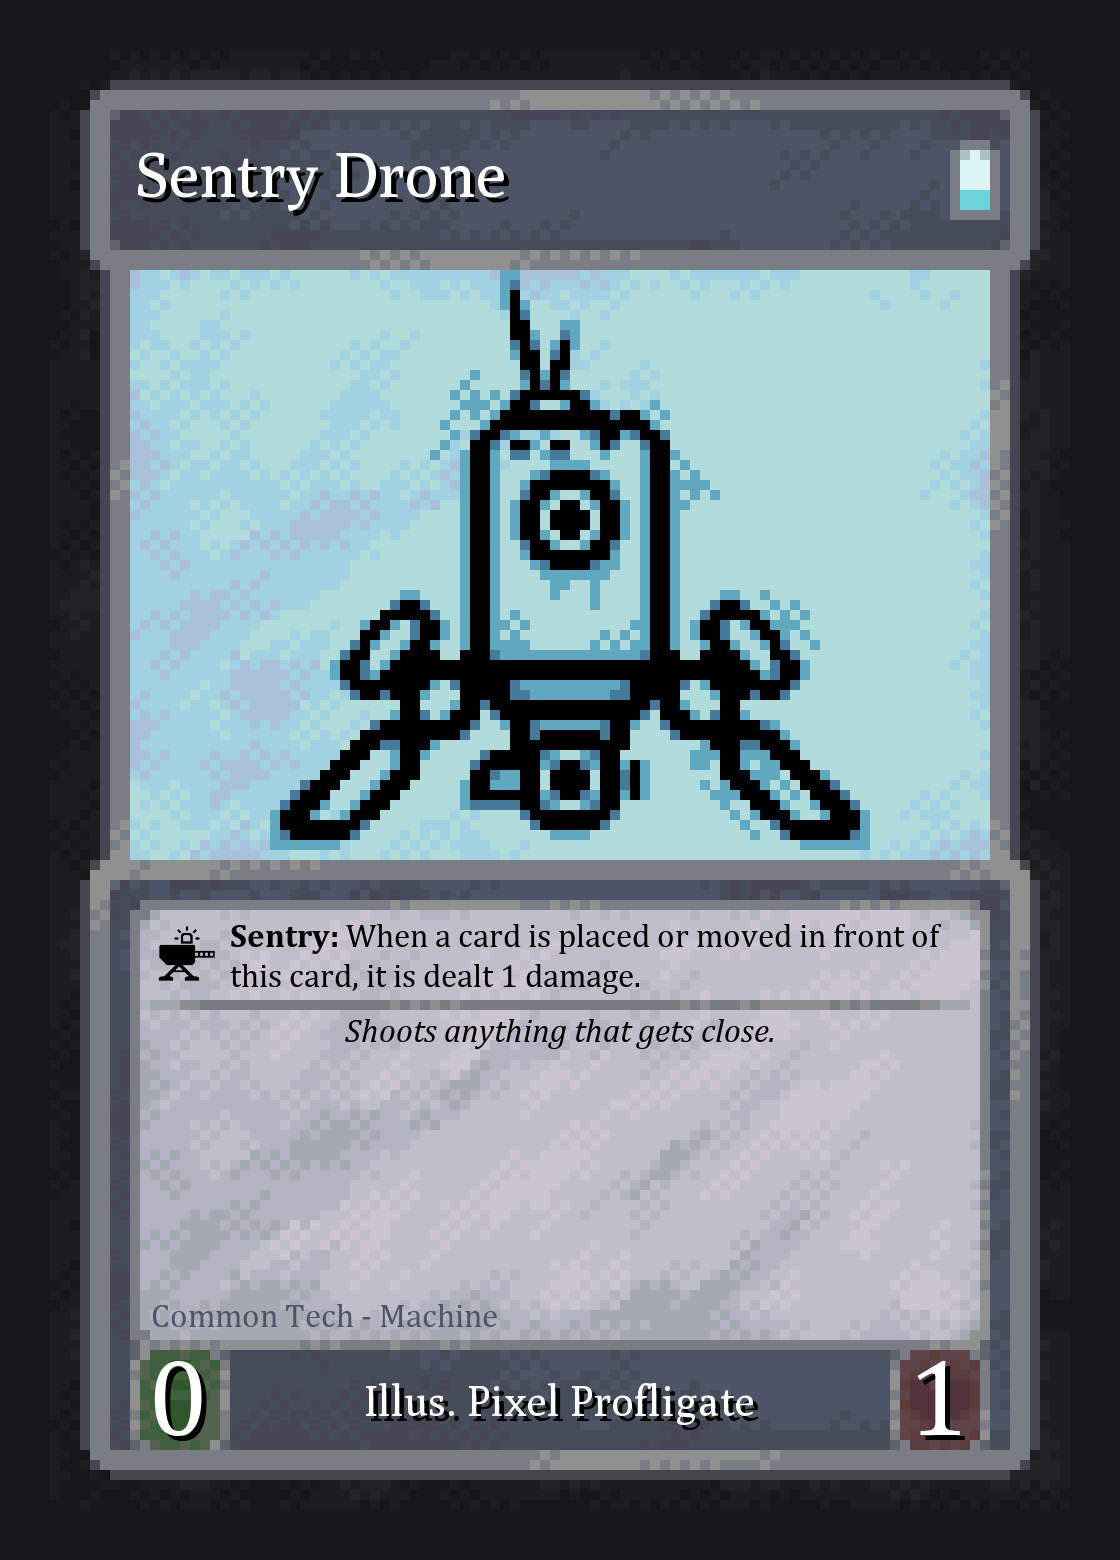 Sentry Drone
Sentry: When a card is placed or moved in front of
this card, it is dealt 1 damage.
Shoots anything that gets close.
Common Tech - Machine
0
Illus. Pixel Profligate
1